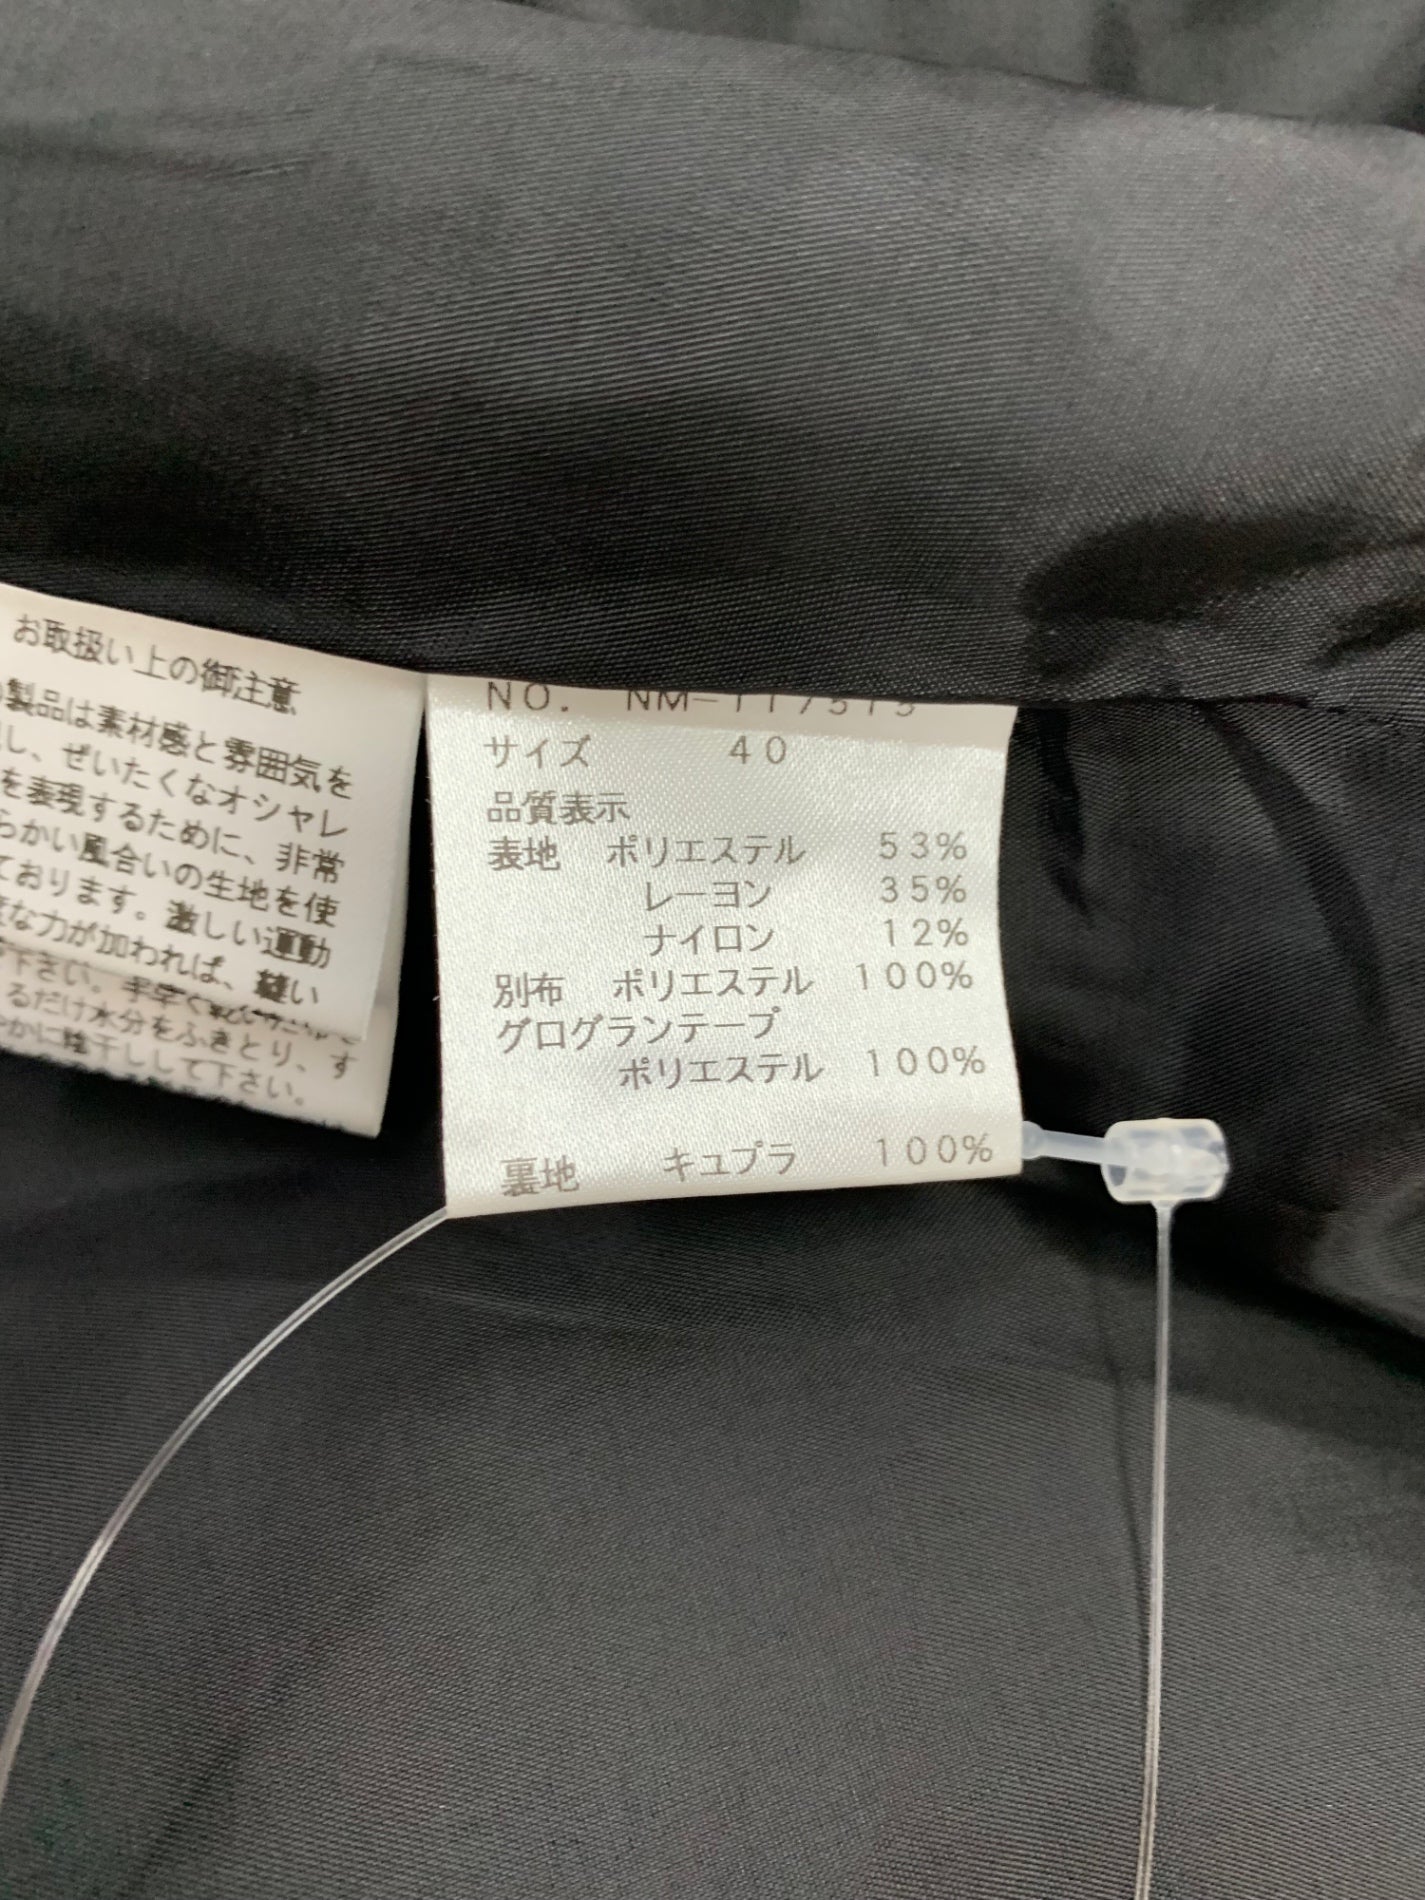 お取扱い上の御注意
製品は素材感と雰囲気を
し、ぜいたくなオシャレ
を表現するために、非常
らかい風合いの生地を使
ております。激しい運動
な力が加われば、縫い
下さい。
るだけ水分をふきとり、す
やかに陰干しして下さい。
NO.
サイズ 40
品質表示
表地 ポリエステル 53%
レーヨン 35%
ナイロン 12%
別布 ポリエステル 100%
グログランテープ
ポリエステル 100%
裏地 キュプラ 100%